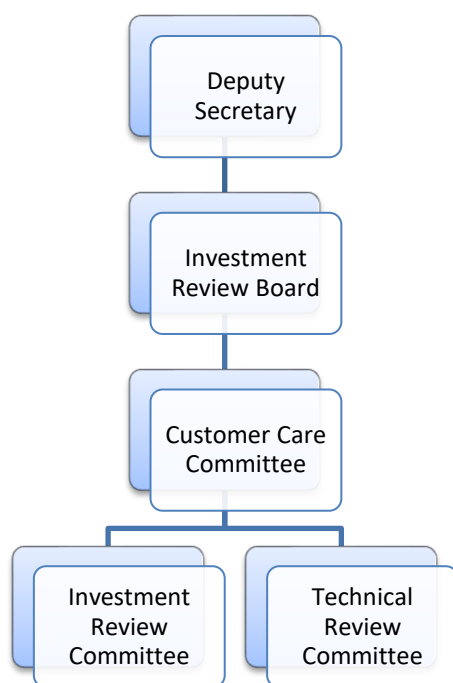 Deputy
Secretary
Investment
Review Board
Customer Care
Committee
Investment
Review
Committee
Technical
Review
Committee